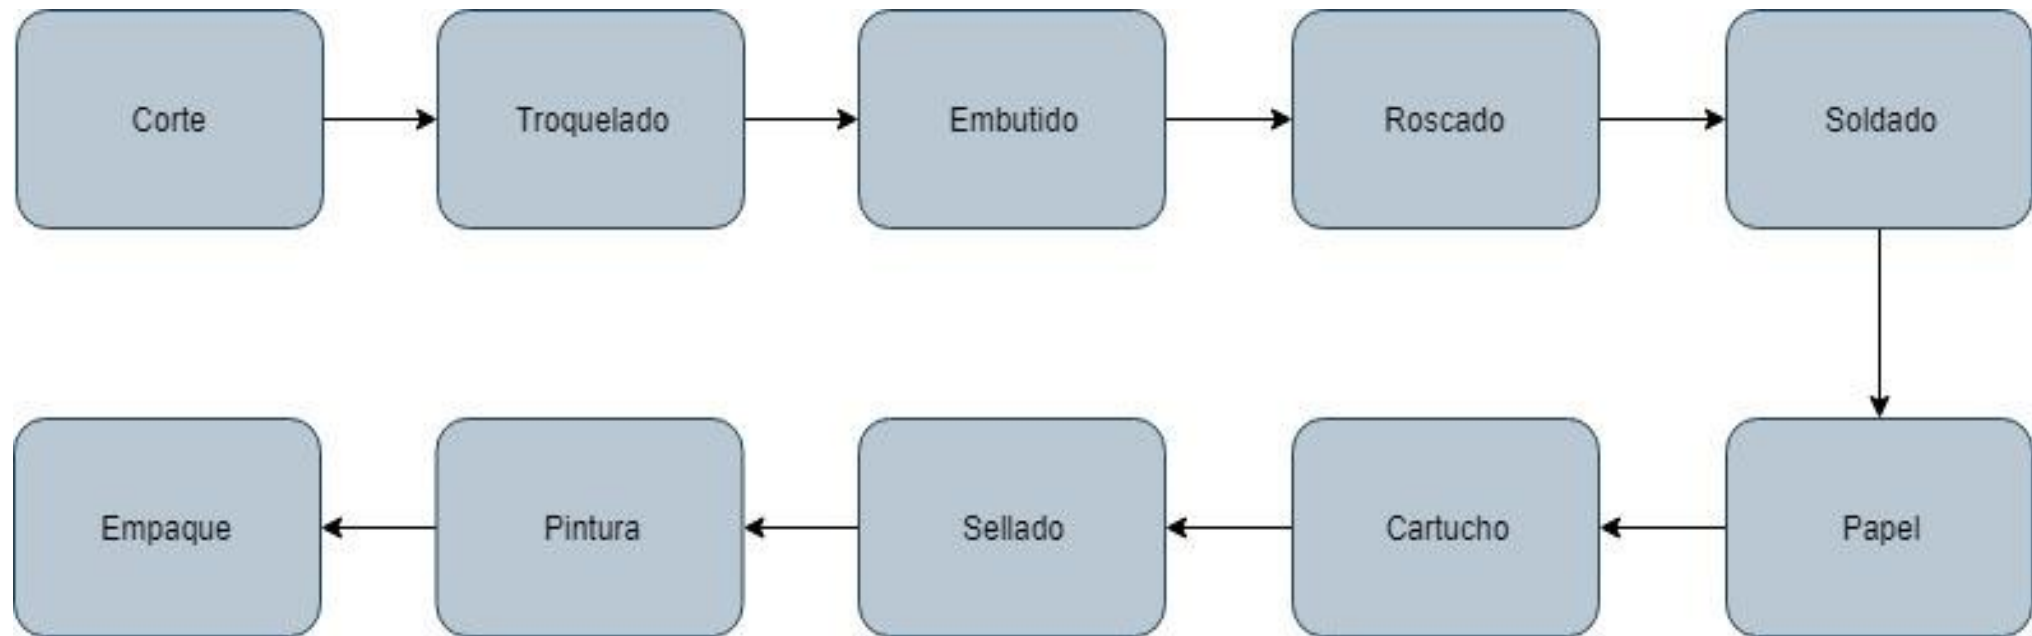 Corte
Troquelado
Embutido
Roscado
Soldado
Papel
Cartucho
Sellado
Pintura
Empaque